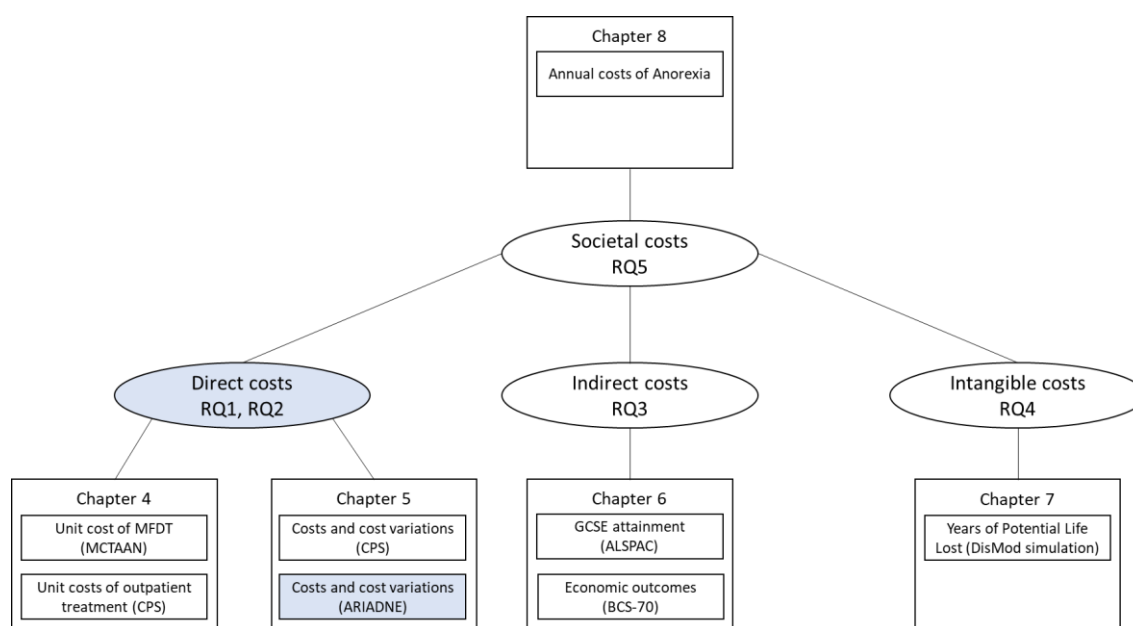 Chapter 8
Annual costs of Anorexia
Societal costs
RQ5
Direct costs
RQ1, RQ2
Indirect costs
RQ3
Intangible costs
RQ4
Chapter 4
Unit cost of MFDT
(MCTAAN)
Unit costs of outpatient
treatment (CPS)
Chapter 5
Costs and cost variations
(CPS)
Costs and cost variations
(ARIADNE)
Chapter 6
GCSE attainment
(ALSPAC)
Economic outcomes
(BCS-70)
Chapter 7
Years of Potential Life
Lost (DisMod simulation)